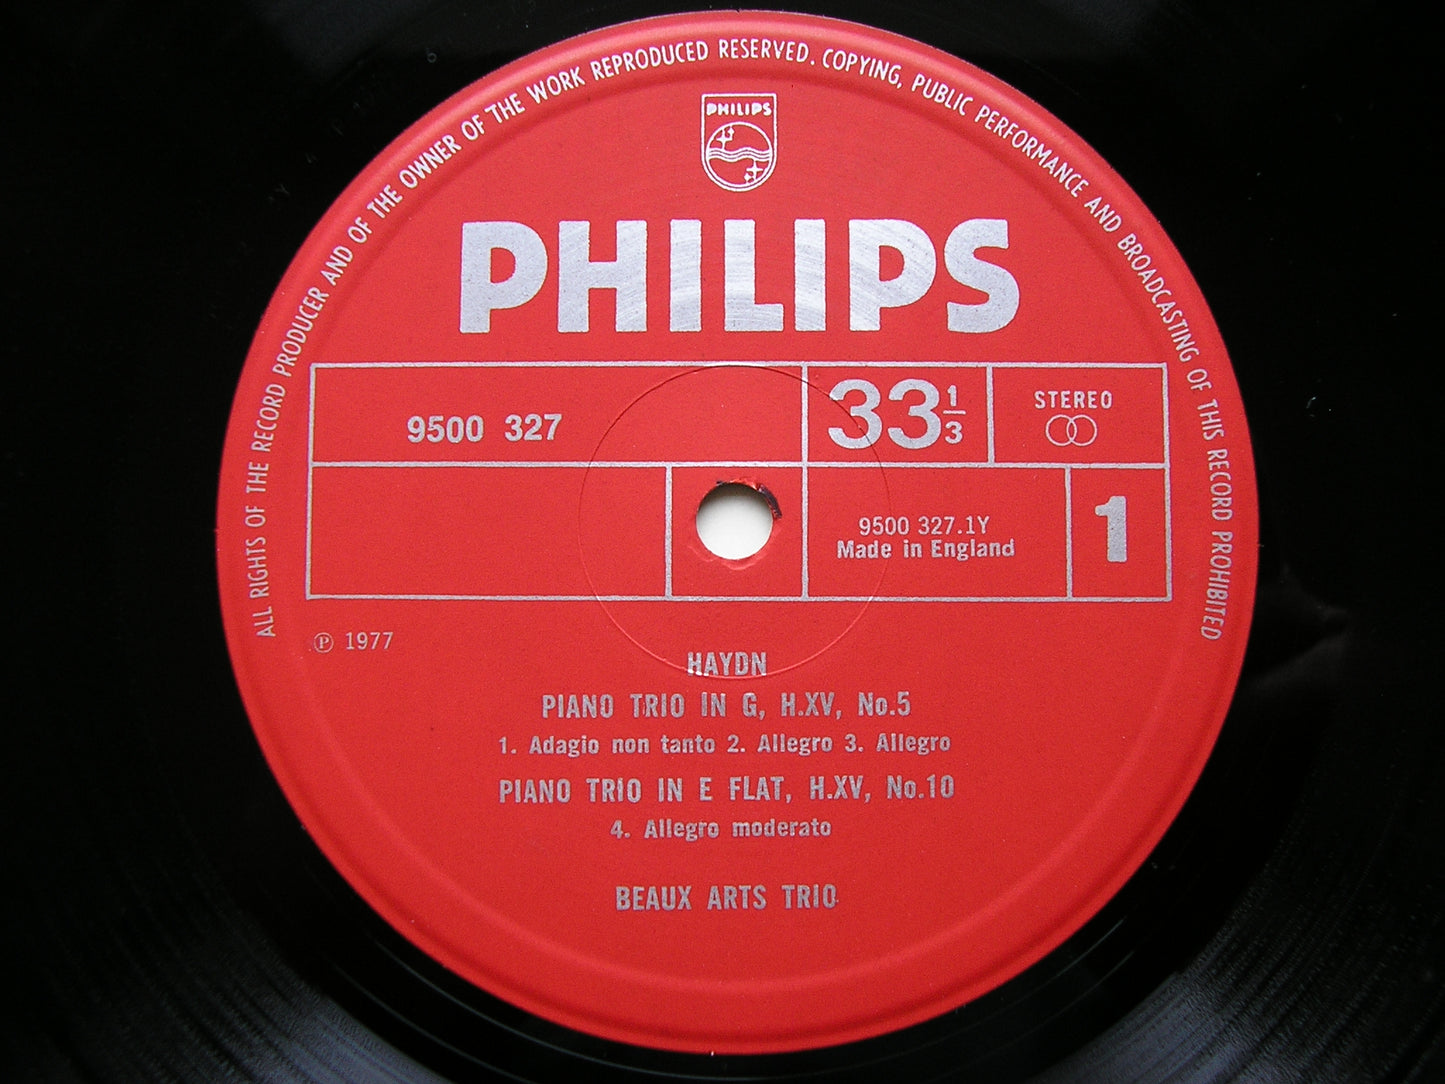 ALL RIGHTS OF THE RECORD PRODUCER AND OF THE OWNER OF THE WORK REPRODUCED RESERVED. COPYING, PUBLIC PERFORMANCE AND BROADCASTING OF THIS RECORD PROHIBITED
PHILIPS
PHILIPS
9500 327
33 1/3
STEREO
9500 327.1Y
Made in England
1
℗ 1977
HAYDN
PIANO TRIO IN G, H.XV, No.5
1. Adagio non tanto 2. Allegro 3. Allegro
PIANO TRIO IN E FLAT, H.XV, No.10
4. Allegro moderato
BEAUX ARTS TRIO